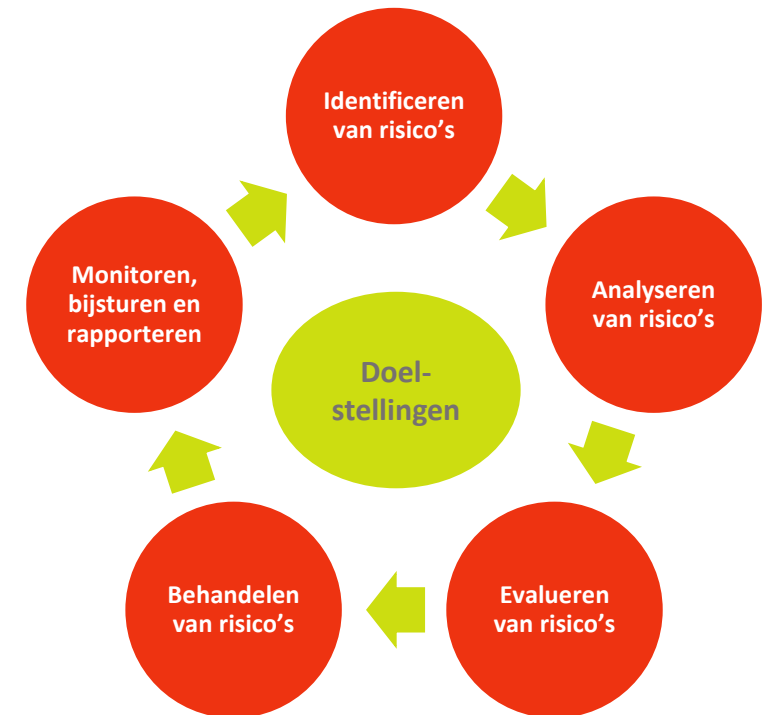 Identificeren
van risico’s
Analyseren
van risico’s
Evalueren
van risico’s
Behandelen
van risico’s
Monitoren,
bijsturen en
rapporteren
Doel-
stellingen